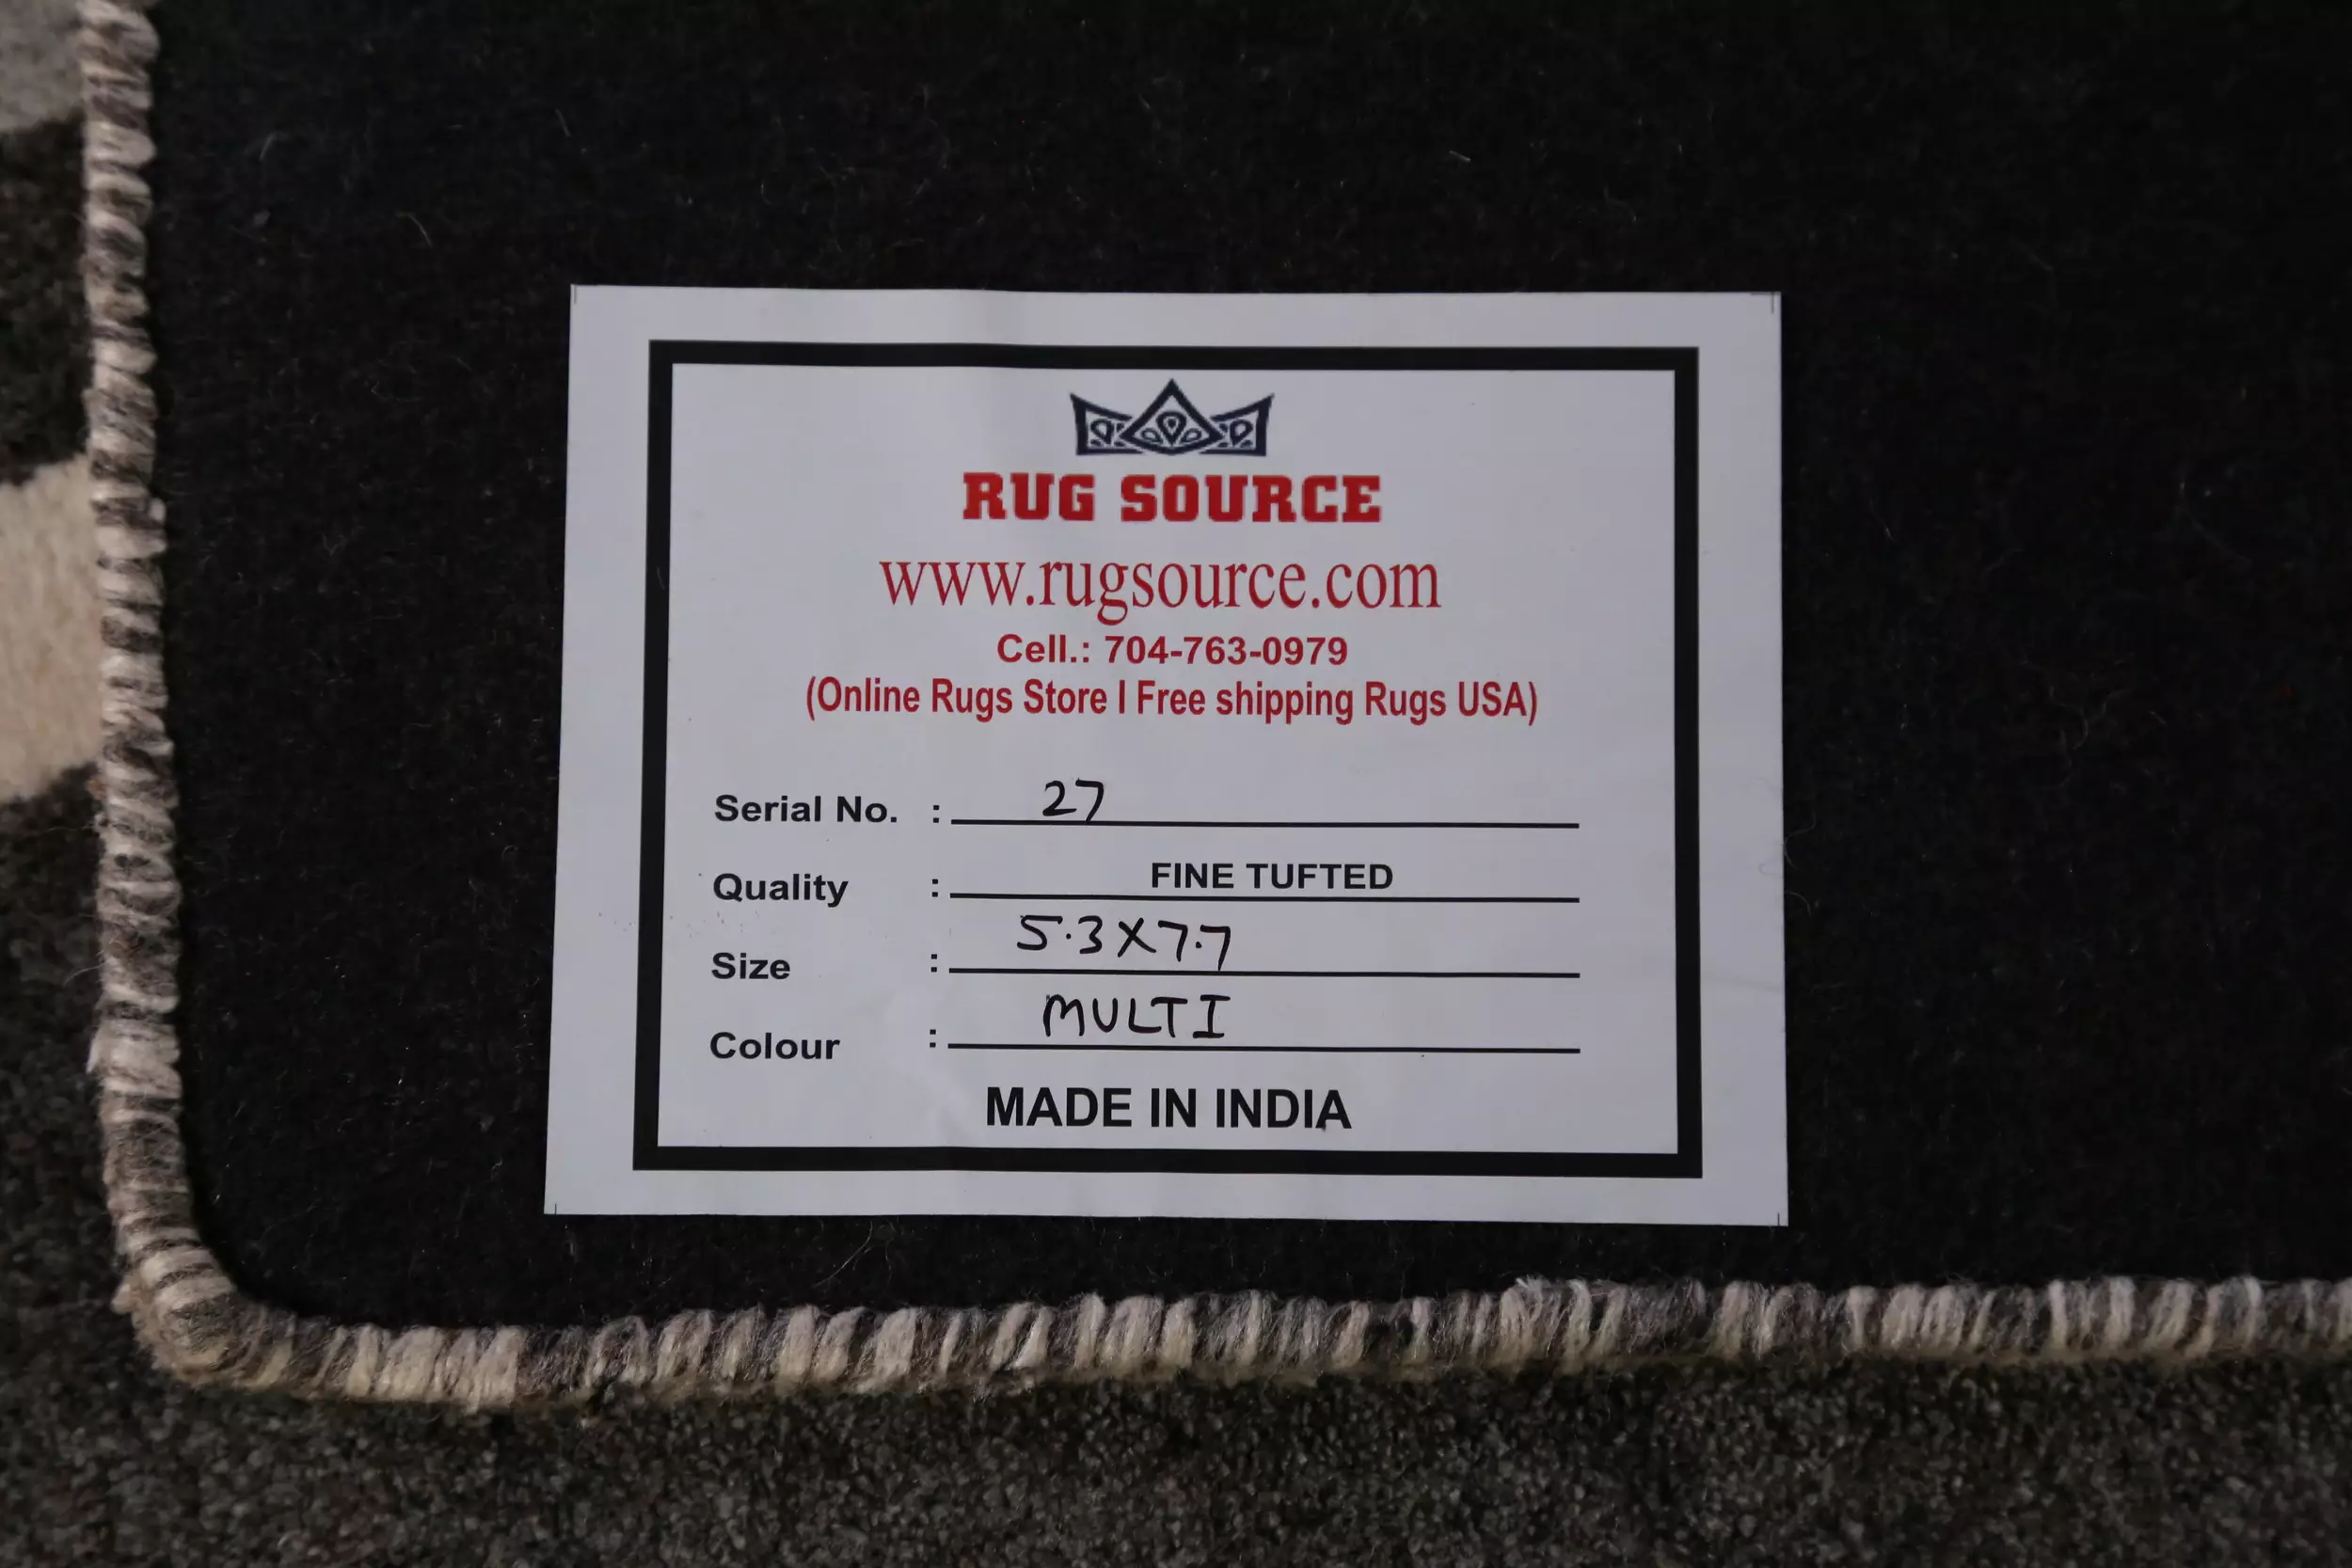 RUG SOURCE
www.rugsource.com
Cell.: 704-763-0979
(Online Rugs Store I Free shipping Rugs USA)
Serial No. : 27
Quality : FINE TUFTED
Size : 5.3X7.7
Colour : MULTI
MADE IN INDIA